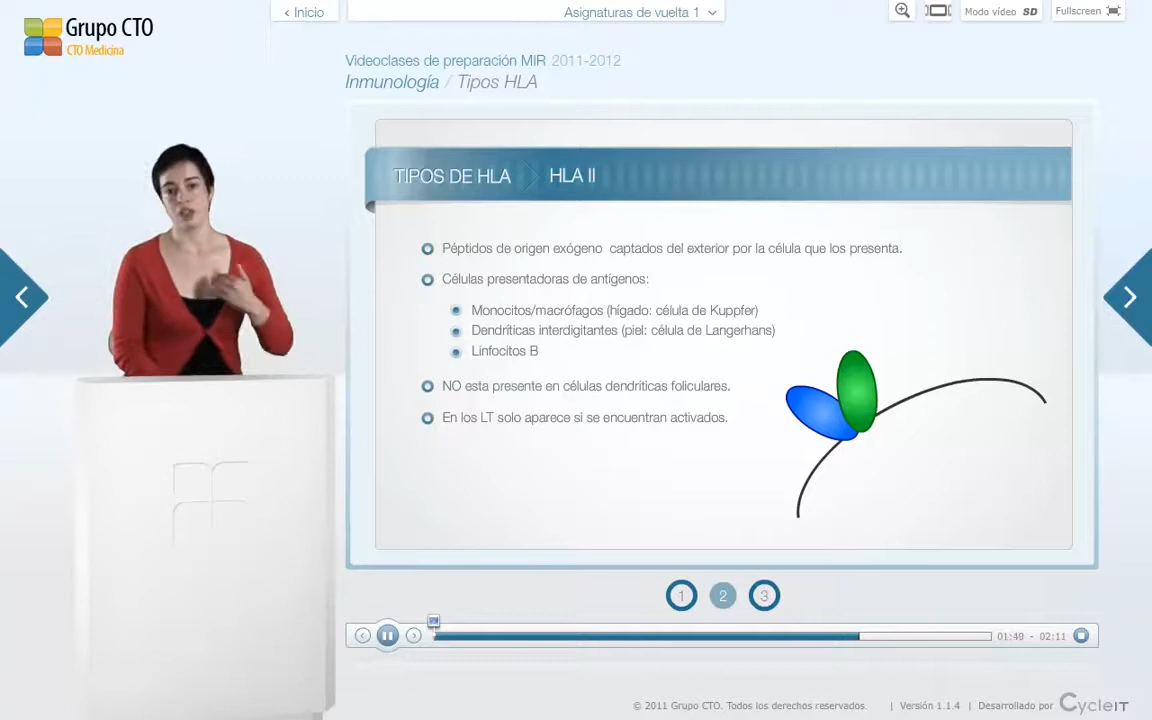 Grupo CTO
CTO Medicina
‹ Inicio
Asignaturas de vuelta 1
Modo vídeo SD
Fullscreen
Videoclases de preparación MIR 2011-2012
Inmunología / Tipos HLA
TIPOS DE HLA
HLA II
Péptidos de origen exógeno captados del exterior por la célula que los presenta.
Células presentadoras de antígenos:
Monocitos/macrófagos (hígado: célula de Kuppfer)
Dendríticas interdigitantes (piel: célula de Langerhans)
Linfocitos B
NO esta presente en células dendríticas foliculares.
En los LT solo aparece si se encuentran activados.
1
2
3
01:40 - 02:11
© 2011 Grupo CTO. Todos los derechos reservados. | Versión 1.1.4 | Desarrollado por CycleIT